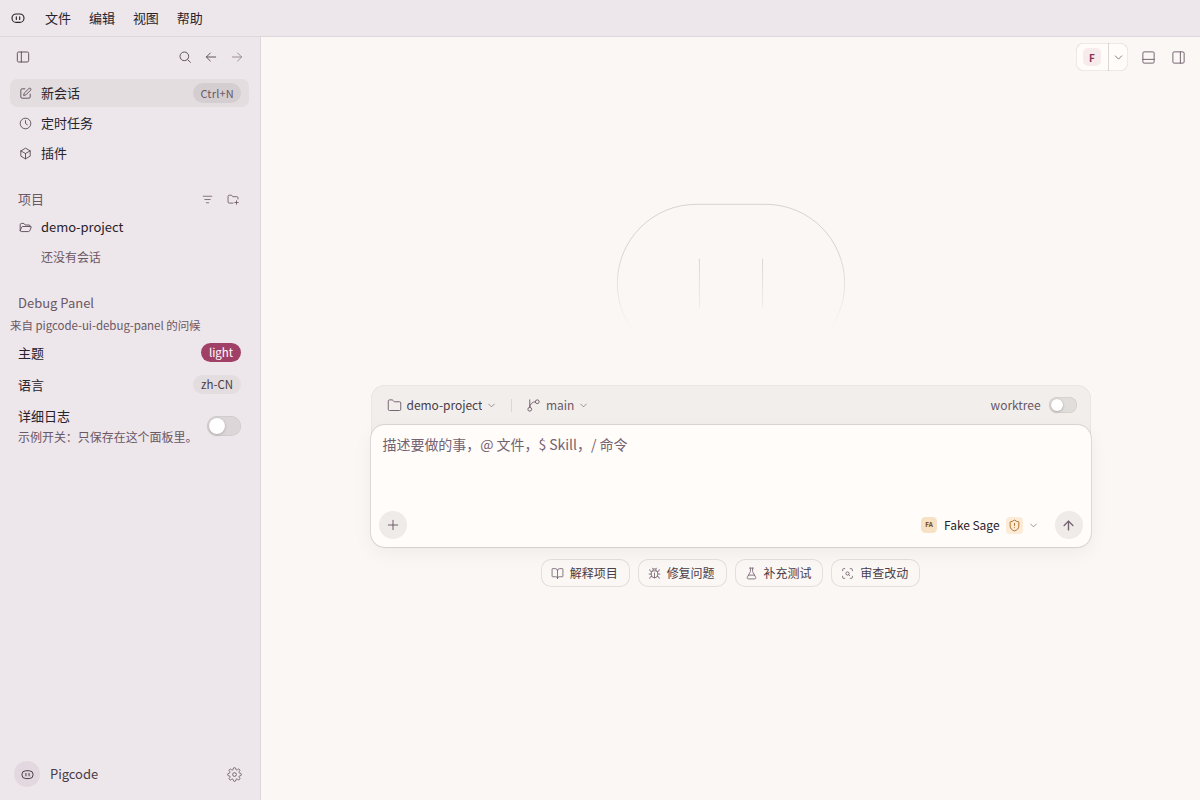 文件 编辑 视图 帮助
新会话 Ctrl+N
定时任务
插件
项目
demo-project
还没有会话
Debug Panel
来自 pigcode-ui-debug-panel 的问候
主题 light
语言 zh-CN
详细日志
示例开关：只保存在这个面板里。
Pigcode
F
demo-project main worktree
描述要做的事，@ 文件，$ Skill，/ 命令
FA Fake Sage
解释项目 修复问题 补充测试 审查改动